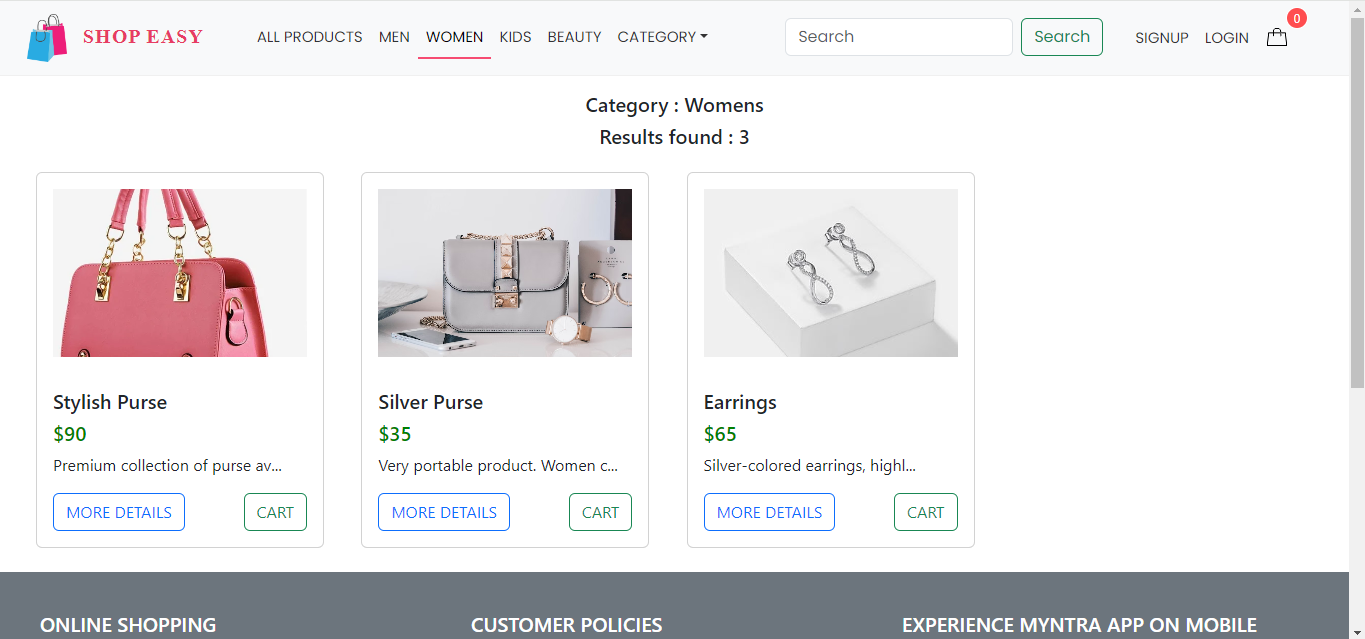 SHOP EASY
ALL PRODUCTS MEN WOMEN KIDS BEAUTY CATEGORY
Search
Search
SIGNUP LOGIN 0
Category : Womens
Results found : 3
Stylish Purse
$90
Premium collection of purse av...
MORE DETAILS CART
Silver Purse
$35
Very portable product. Women c...
MORE DETAILS CART
Earrings
$65
Silver-colored earrings, highl...
MORE DETAILS CART
ONLINE SHOPPING
CUSTOMER POLICIES
EXPERIENCE MYNTRA APP ON MOBILE